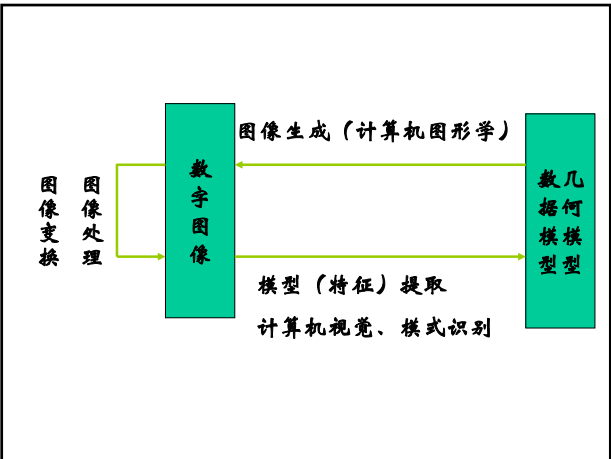 图像生成（计算机图形学）
图像变换
图像处理
数字图像
几何模型
数据模型
模型（特征）提取
计算机视觉、模式识别